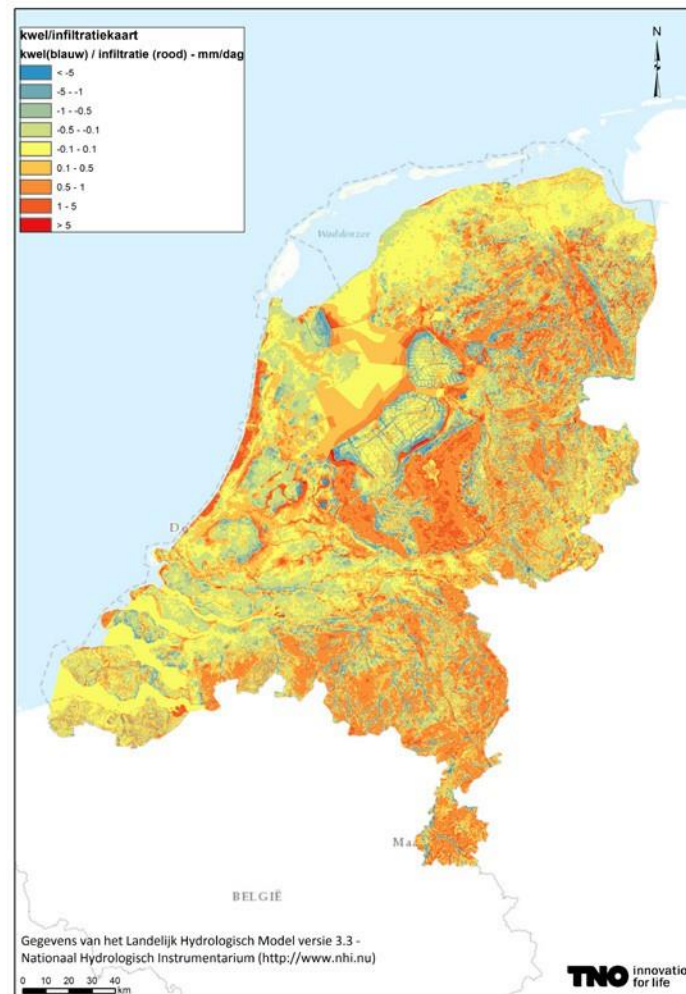 kwel/infiltratiekaart
kwel(blauw) / infiltratie (rood) - mm/dag
< -5
-5 - -1
-1 - -0.5
-0.5 - -0.1
-0.1 - 0.1
0.1 - 0.5
0.5 - 1
1 - 5
> 5
N
Waddenzee
D
Maa
BELGIË
Gegevens van het Landelijk Hydrologisch Model versie 3.3 -
Nationaal Hydrologisch Instrumentarium (http://www.nhi.nu)
0 10 20 30 40
km
TNO innovation
for life